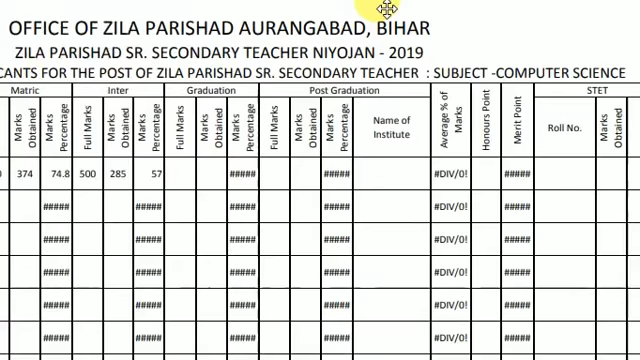 OFFICE OF ZILA PARISHAD AURANGABAD, BIHAR
ZILA PARISHAD SR. SECONDARY TEACHER NIYOJAN - 2019
CANTS FOR THE POST OF ZILA PARISHAD SR. SECONDARY TEACHER : SUBJECT -COMPUTER SCIENCE
Matric Inter Graduation Post Graduation STET
Marks Obtained Marks Percentage Full Marks Marks Obtained Marks Percentage Full Marks Marks Obtained Marks Percentage Full Marks Marks Obtained Marks Percentage Name of Institute Average % of Marks Honours Point Merit Point Roll No. Marks Obtained
0 374 74.8 500 285 57 ##### ##### #DIV/0! #####
##### ##### ##### ##### #DIV/0! #####
##### ##### ##### ##### #DIV/0! #####
##### ##### ##### ##### #DIV/0! #####
##### ##### ##### ##### #DIV/0! #####
##### ##### ##### ##### #DIV/0! #####